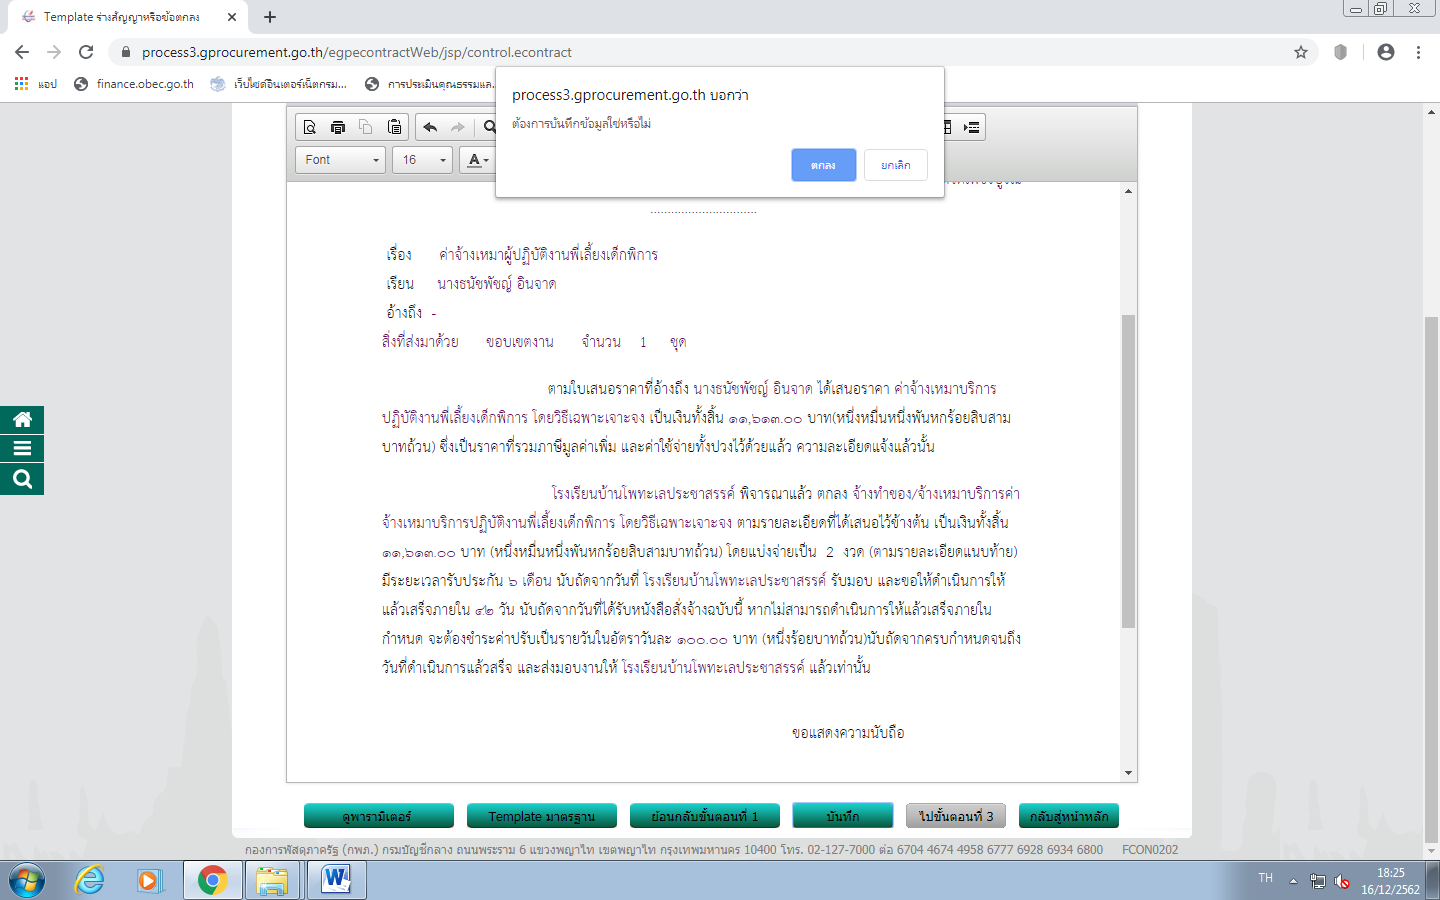 Template ร่างสัญญาหรือข้อตกลง
process3.gprocurement.go.th/egpecontractWeb/jsp/control.econtract
แอป
finance.obec.go.th
เว็บไซต์อินเตอร์เน็ตกรม...
การประเมินคุณธรรมแล...
process3.gprocurement.go.th บอกว่า
ต้องการบันทึกข้อมูลใช่หรือไม่
ตกลง
ยกเลิก
Font
16
A
..............................
เรื่อง ค่าจ้างเหมาผู้ปฏิบัติงานพี่เลี้ยงเด็กพิการ
เรียน นางธนัชพัชญ์ อินจาด
อ้างถึง -
สิ่งที่ส่งมาด้วย ขอบเขตงาน จำนวน 1 ชุด
ตามใบเสนอราคาที่อ้างถึง นางธนัชพัชญ์ อินจาด ได้เสนอราคา ค่าจ้างเหมาบริการ
ปฏิบัติงานพี่เลี้ยงเด็กพิการ โดยวิธีเฉพาะเจาะจง เป็นเงินทั้งสิ้น ๑๑,๖๑๓.๐๐ บาท(หนึ่งหมื่นหนึ่งพันหกร้อยสิบสาม
บาทถ้วน) ซึ่งเป็นราคาที่รวมภาษีมูลค่าเพิ่ม และค่าใช้จ่ายทั้งปวงไว้ด้วยแล้ว ความละเอียดแจ้งแล้วนั้น
โรงเรียนบ้านโพทะเลประชาสรรค์ พิจารณาแล้ว ตกลง จ้างทำของ/จ้างเหมาบริการค่า
จ้างเหมาบริการปฏิบัติงานพี่เลี้ยงเด็กพิการ โดยวิธีเฉพาะเจาะจง ตามรายละเอียดที่ได้เสนอไว้ข้างต้น เป็นเงินทั้งสิ้น
๑๑,๖๑๓.๐๐ บาท (หนึ่งหมื่นหนึ่งพันหกร้อยสิบสามบาทถ้วน) โดยแบ่งจ่ายเป็น 2 งวด (ตามรายละเอียดแนบท้าย)
มีระยะเวลารับประกัน ๖ เดือน นับถัดจากวันที่ โรงเรียนบ้านโพทะเลประชาสรรค์ รับมอบ และขอให้ดำเนินการให้
แล้วเสร็จภายใน ๔๒ วัน นับถัดจากวันที่ได้รับหนังสือสั่งจ้างฉบับนี้ หากไม่สามารถดำเนินการให้แล้วเสร็จภายใน
กำหนด จะต้องชำระค่าปรับเป็นรายวันในอัตราวันละ ๑๐๐.๐๐ บาท (หนึ่งร้อยบาทถ้วน)นับถัดจากครบกำหนดจนถึง
วันที่ดำเนินการแล้วสร็จ และส่งมอบงานให้ โรงเรียนบ้านโพทะเลประชาสรรค์ แล้วเท่านั้น
ขอแสดงความนับถือ
ดูพารามิเตอร์
Template มาตรฐาน
ย้อนกลับขั้นตอนที่ 1
บันทึก
ไปขั้นตอนที่ 3
กลับสู่หน้าหลัก
กองการพัสดุภาครัฐ (กพภ.) กรมบัญชีกลาง ถนนพระราม 6 แขวงพญาไท เขตพญาไท กรุงเทพมหานคร 10400 โทร. 02-127-7000 ต่อ 6704 4674 4958 6777 6928 6934 6800 FCON0202
TH
18:25
16/12/2562